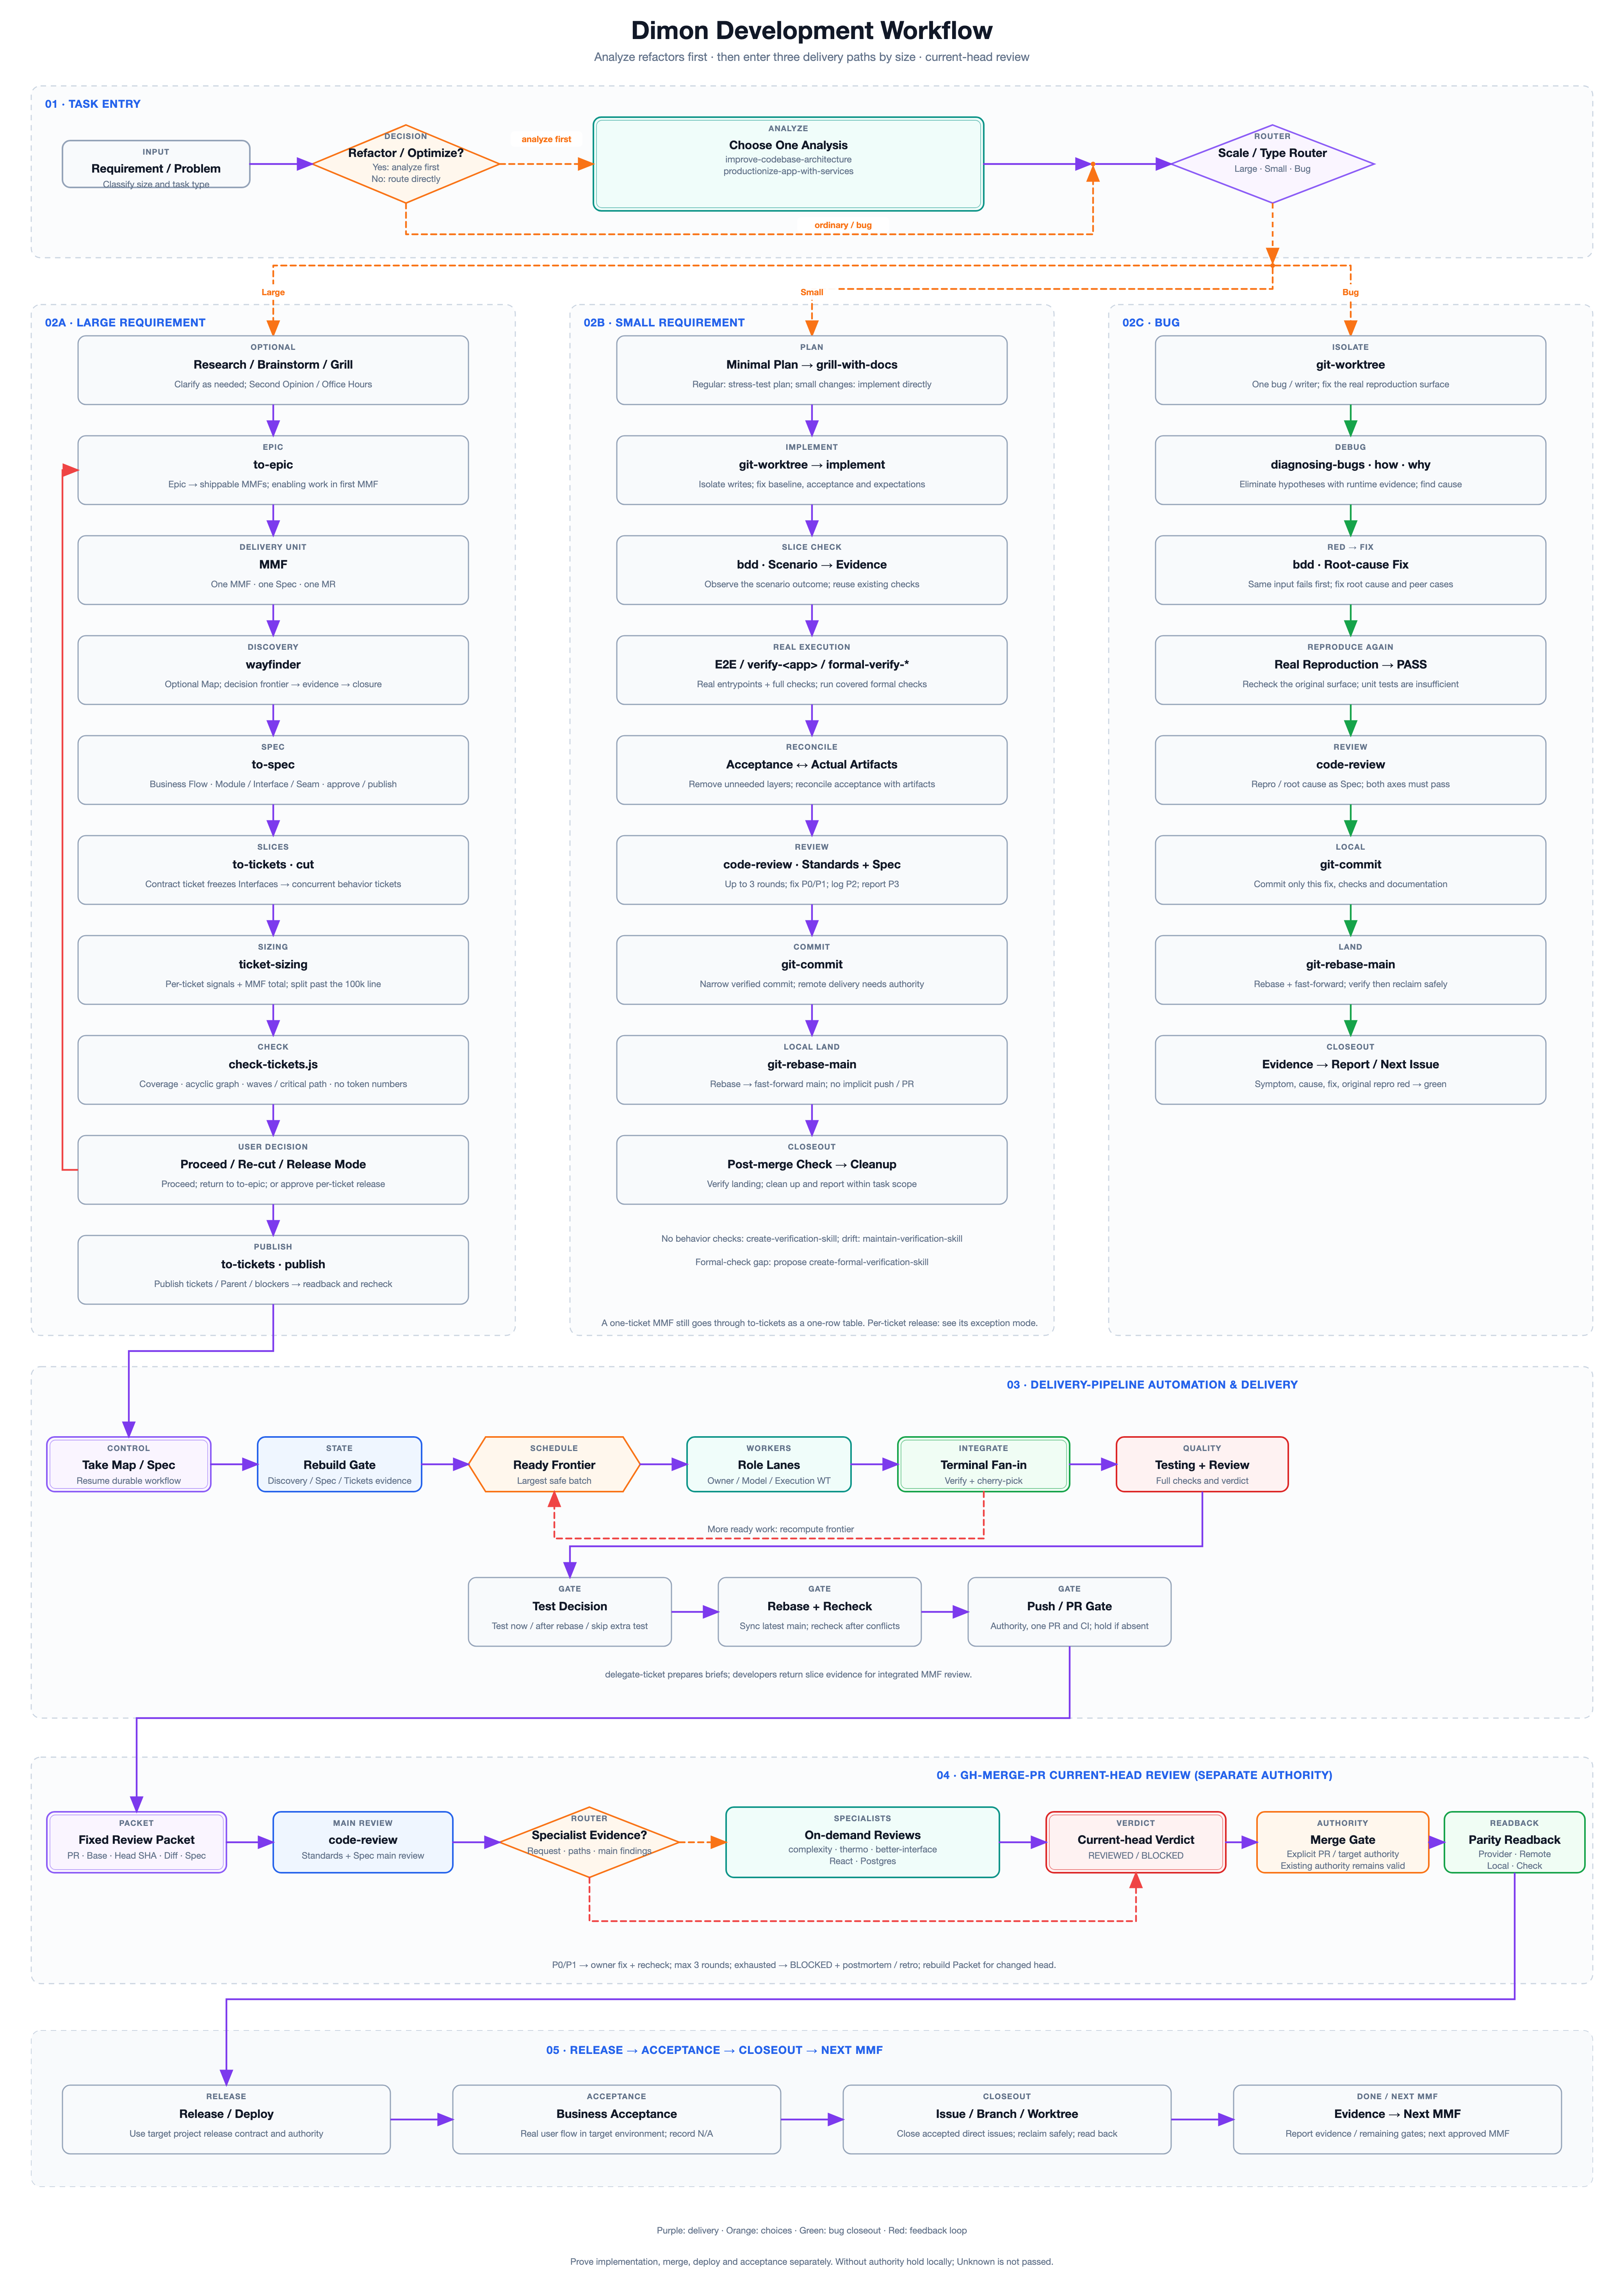 Dimon Development Workflow
Analyze refactors first · then enter three delivery paths by size · current-head review
01 · TASK ENTRY
INPUT
Requirement / Problem
Classify size and task type
DECISION
Refactor / Optimize?
Yes: analyze first
No: route directly
analyze first
ANALYZE
Choose One Analysis
improve-codebase-architecture
productionize-app-with-services
ROUTER
Scale / Type Router
Large · Small · Bug
ordinary / bug
Large
Small
Bug
02A · LARGE REQUIREMENT
OPTIONAL
Research / Brainstorm / Grill
Clarify as needed; Second Opinion / Office Hours
EPIC
to-epic
Epic → shippable MMFs; enabling work in first MMF
DELIVERY UNIT
MMF
One MMF · one Spec · one MR
DISCOVERY
wayfinder
Optional Map; decision frontier → evidence → closure
SPEC
to-spec
Business Flow · Module / Interface / Seam · approve / publish
SLICES
to-tickets · cut
Contract ticket freezes Interfaces → concurrent behavior tickets
SIZING
ticket-sizing
Per-ticket signals + MMF total; split past the 100k line
CHECK
check-tickets.js
Coverage · acyclic graph · waves / critical path · no token numbers
USER DECISION
Proceed / Re-cut / Release Mode
Proceed; return to to-epic; or approve per-ticket release
PUBLISH
to-tickets · publish
Publish tickets / Parent / blockers → readback and recheck
02B · SMALL REQUIREMENT
PLAN
Minimal Plan → grill-with-docs
Regular: stress-test plan; small changes: implement directly
IMPLEMENT
git-worktree → implement
Isolate writes; fix baseline, acceptance and expectations
SLICE CHECK
bdd · Scenario → Evidence
Observe the scenario outcome; reuse existing checks
REAL EXECUTION
E2E / verify-<app> / formal-verify-*
Real entrypoints + full checks; run covered formal checks
RECONCILE
Acceptance ↔ Actual Artifacts
Remove unneeded layers; reconcile acceptance with artifacts
REVIEW
code-review · Standards + Spec
Up to 3 rounds; fix P0/P1; log P2; report P3
COMMIT
git-commit
Narrow verified commit; remote delivery needs authority
LOCAL LAND
git-rebase-main
Rebase → fast-forward main; no implicit push / PR
CLOSEOUT
Post-merge Check → Cleanup
Verify landing; clean up and report within task scope
No behavior checks: create-verification-skill; drift: maintain-verification-skill
Formal-check gap: propose create-formal-verification-skill
A one-ticket MMF still goes through to-tickets as a one-row table. Per-ticket release: see its exception mode.
02C · BUG
ISOLATE
git-worktree
One bug / writer; fix the real reproduction surface
DEBUG
diagnosing-bugs · how · why
Eliminate hypotheses with runtime evidence; find cause
RED → FIX
bdd · Root-cause Fix
Same input fails first; fix root cause and peer cases
REPRODUCE AGAIN
Real Reproduction → PASS
Recheck the original surface; unit tests are insufficient
REVIEW
code-review
Repro / root cause as Spec; both axes must pass
LOCAL
git-commit
Commit only this fix, checks and documentation
LAND
git-rebase-main
Rebase + fast-forward; verify then reclaim safely
CLOSEOUT
Evidence → Report / Next Issue
Symptom, cause, fix, original repro red → green
03 · DELIVERY-PIPELINE AUTOMATION & DELIVERY
CONTROL
Take Map / Spec
Resume durable workflow
STATE
Rebuild Gate
Discovery / Spec / Tickets evidence
SCHEDULE
Ready Frontier
Largest safe batch
WORKERS
Role Lanes
Owner / Model / Execution WT
INTEGRATE
Terminal Fan-in
Verify + cherry-pick
QUALITY
Testing + Review
Full checks and verdict
More ready work: recompute frontier
GATE
Test Decision
Test now / after rebase / skip extra test
GATE
Rebase + Recheck
Sync latest main; recheck after conflicts
GATE
Push / PR Gate
Authority, one PR and CI; hold if absent
delegate-ticket prepares briefs; developers return slice evidence for integrated MMF review.
04 · GH-MERGE-PR CURRENT-HEAD REVIEW (SEPARATE AUTHORITY)
PACKET
Fixed Review Packet
PR · Base · Head SHA · Diff · Spec
MAIN REVIEW
code-review
Standards + Spec main review
ROUTER
Specialist Evidence?
Request · paths · main findings
SPECIALISTS
On-demand Reviews
complexity · thermo · better-interface
React · Postgres
VERDICT
Current-head Verdict
REVIEWED / BLOCKED
AUTHORITY
Merge Gate
Explicit PR / target authority
Existing authority remains valid
READBACK
Parity Readback
Provider · Remote
Local · Check
P0/P1 → owner fix + recheck; max 3 rounds; exhausted → BLOCKED + postmortem / retro; rebuild Packet for changed head.
05 · RELEASE → ACCEPTANCE → CLOSEOUT → NEXT MMF
RELEASE
Release / Deploy
Use target project release contract and authority
ACCEPTANCE
Business Acceptance
Real user flow in target environment; record N/A
CLOSEOUT
Issue / Branch / Worktree
Close accepted direct issues; reclaim safely; read back
DONE / NEXT MMF
Evidence → Next MMF
Report evidence / remaining gates; next approved MMF
Purple: delivery · Orange: choices · Green: bug closeout · Red: feedback loop
Prove implementation, merge, deploy and acceptance separately. Without authority hold locally; Unknown is not passed.